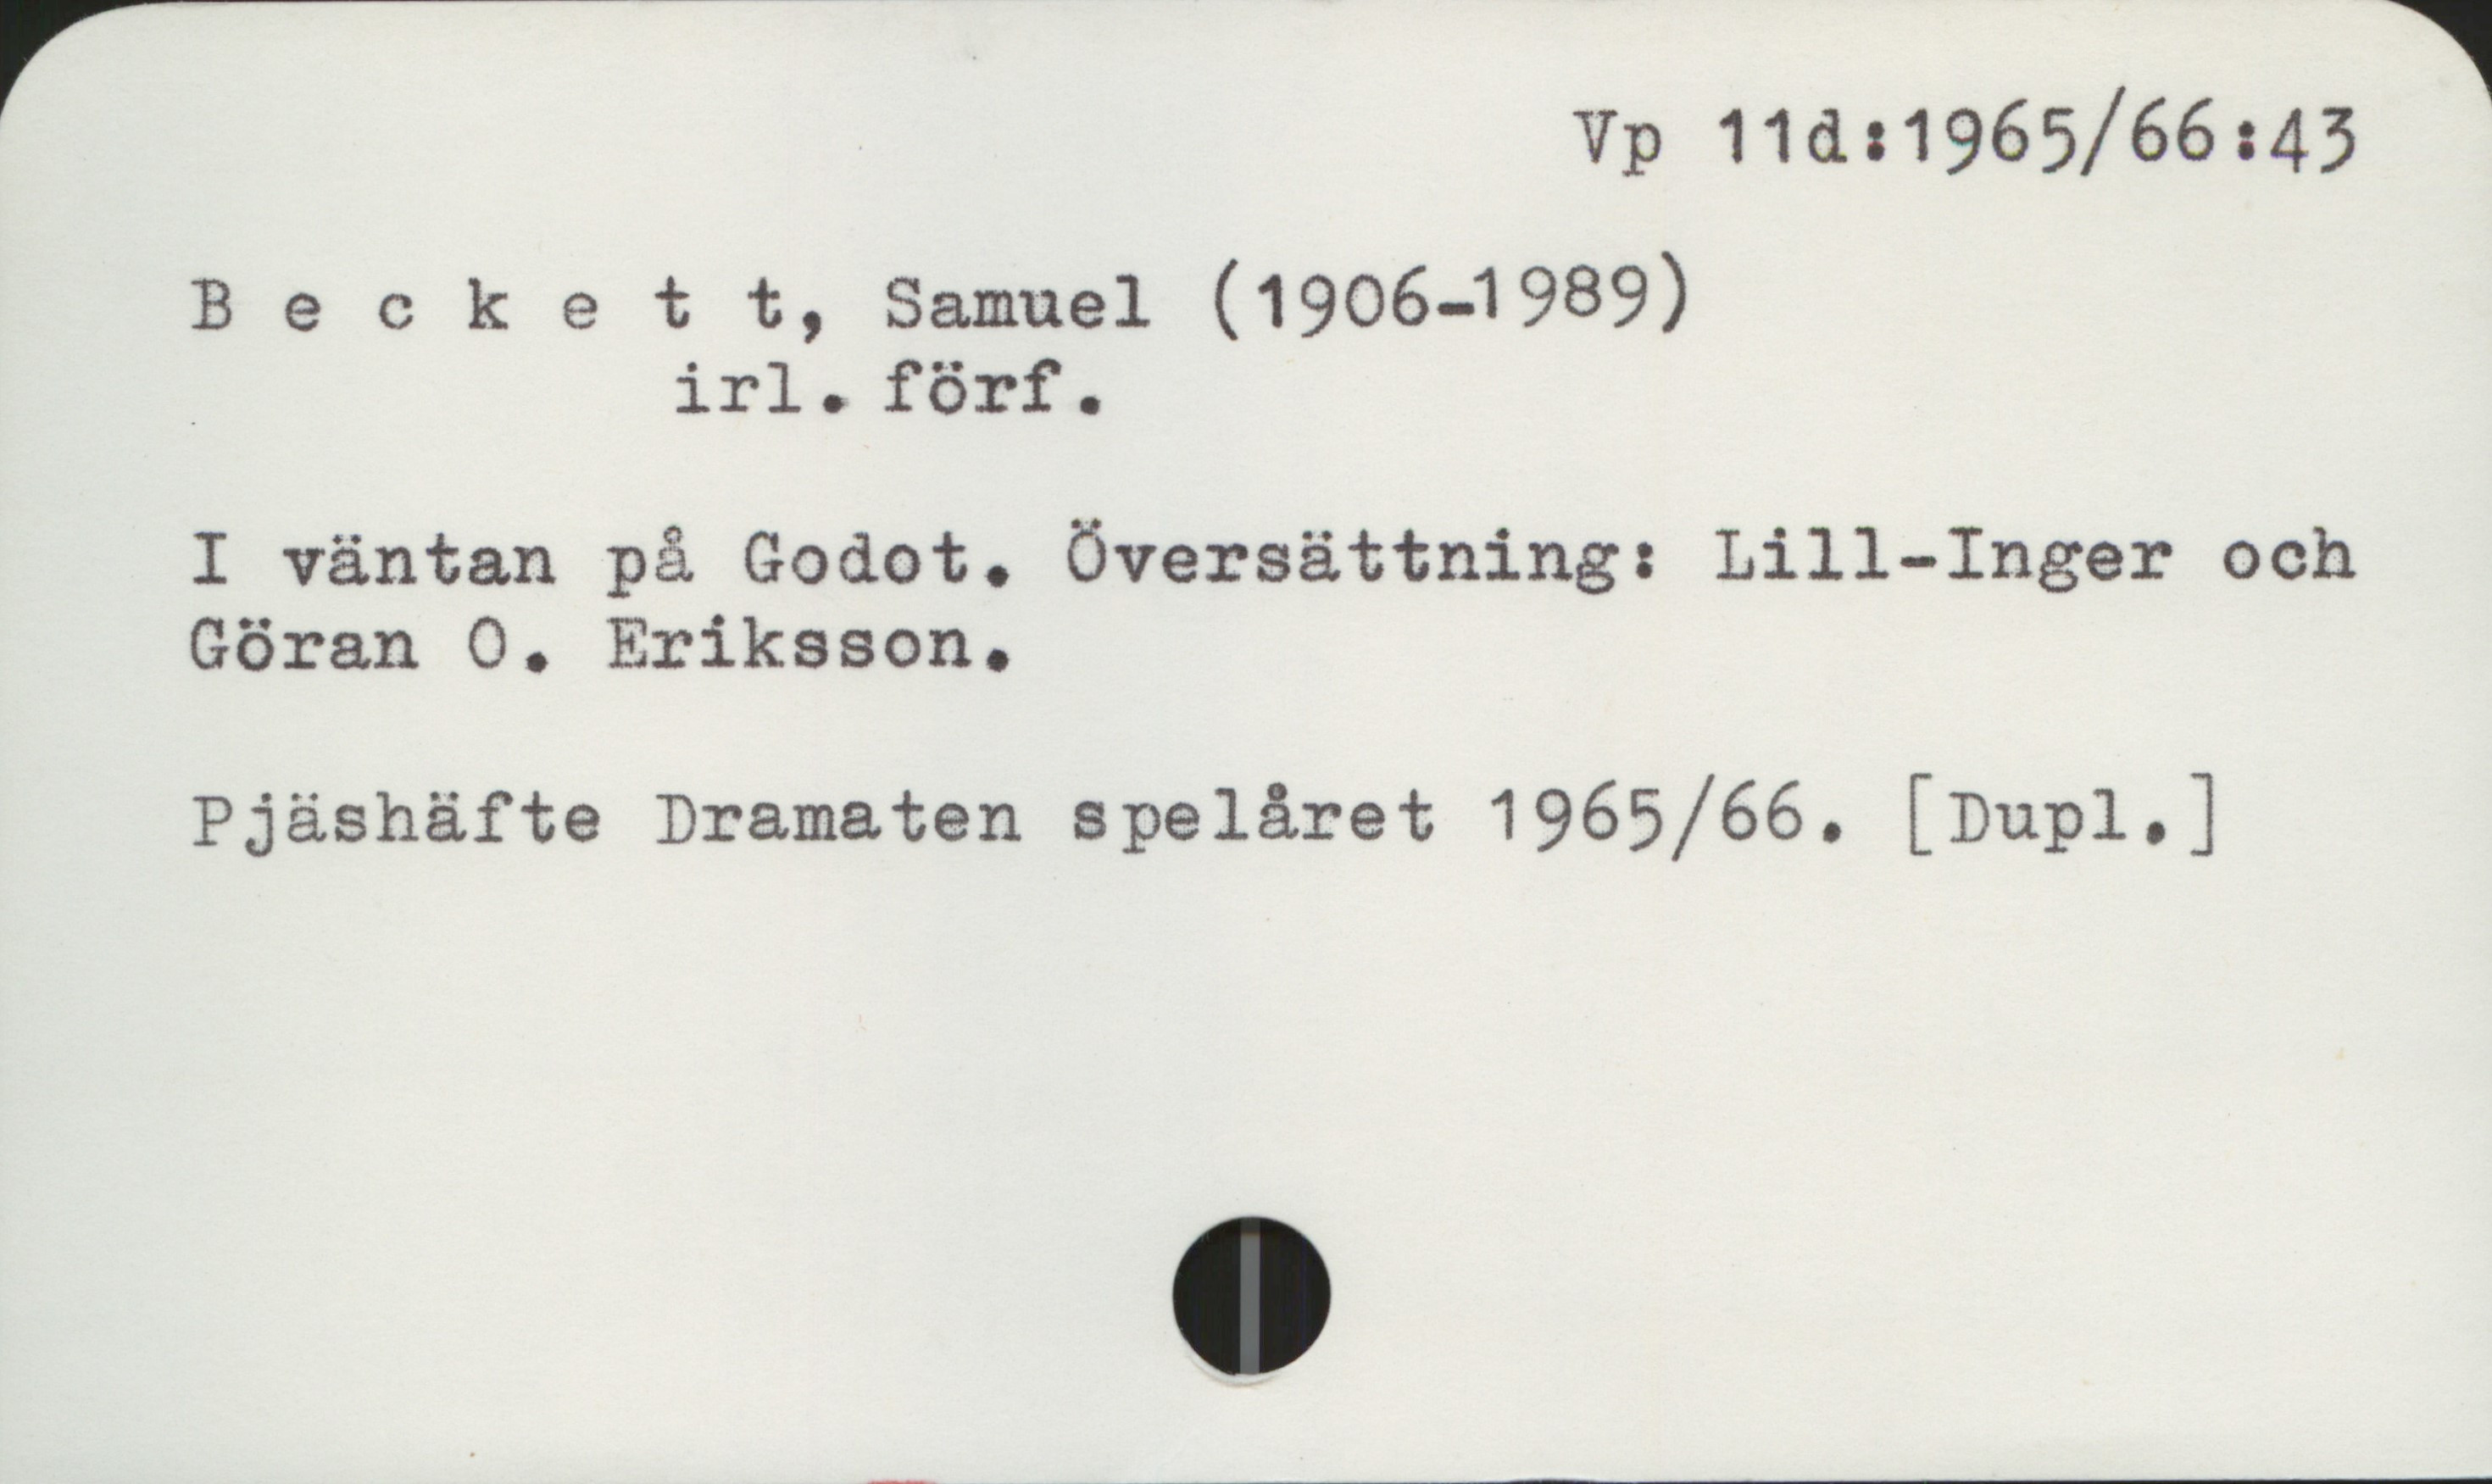 Vp 11d:1965/66:43
B e c k e t t, Samuel (1906-1989)
irl. förf.
I väntan på Godot. Översättning: Lill-Inger och
Göran O. Eriksson.
Pjäshäfte Dramaten spelåret 1965/66. [Dupl.]